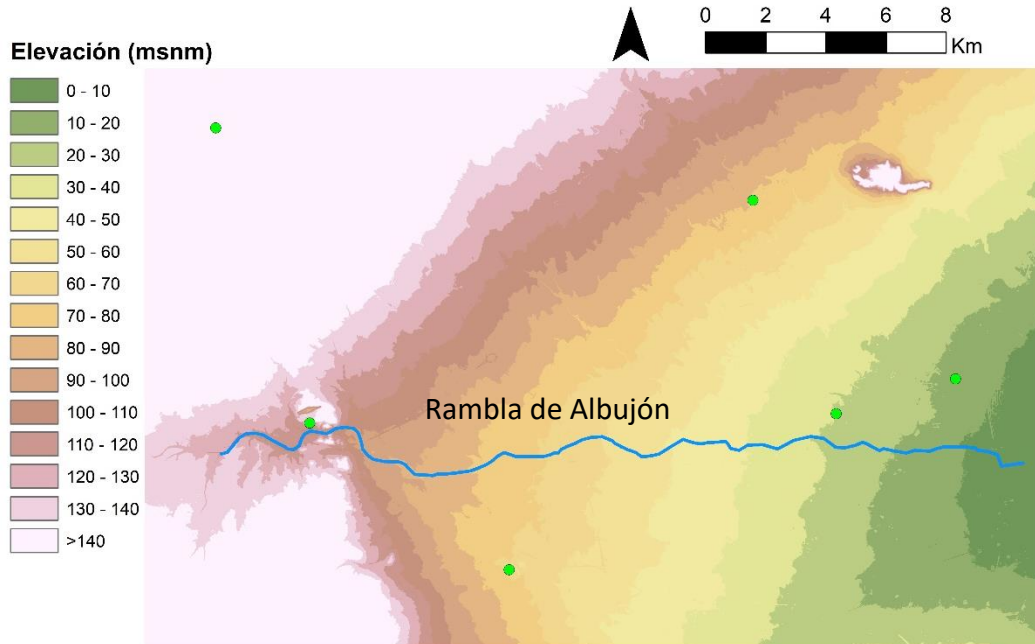 0 2 4 6 8
Km
Elevación (msnm)
0 - 10
10 - 20
20 - 30
30 - 40
40 - 50
50 - 60
60 - 70
70 - 80
80 - 90
90 - 100
100 - 110
110 - 120
120 - 130
130 - 140
>140
Rambla de Albujón